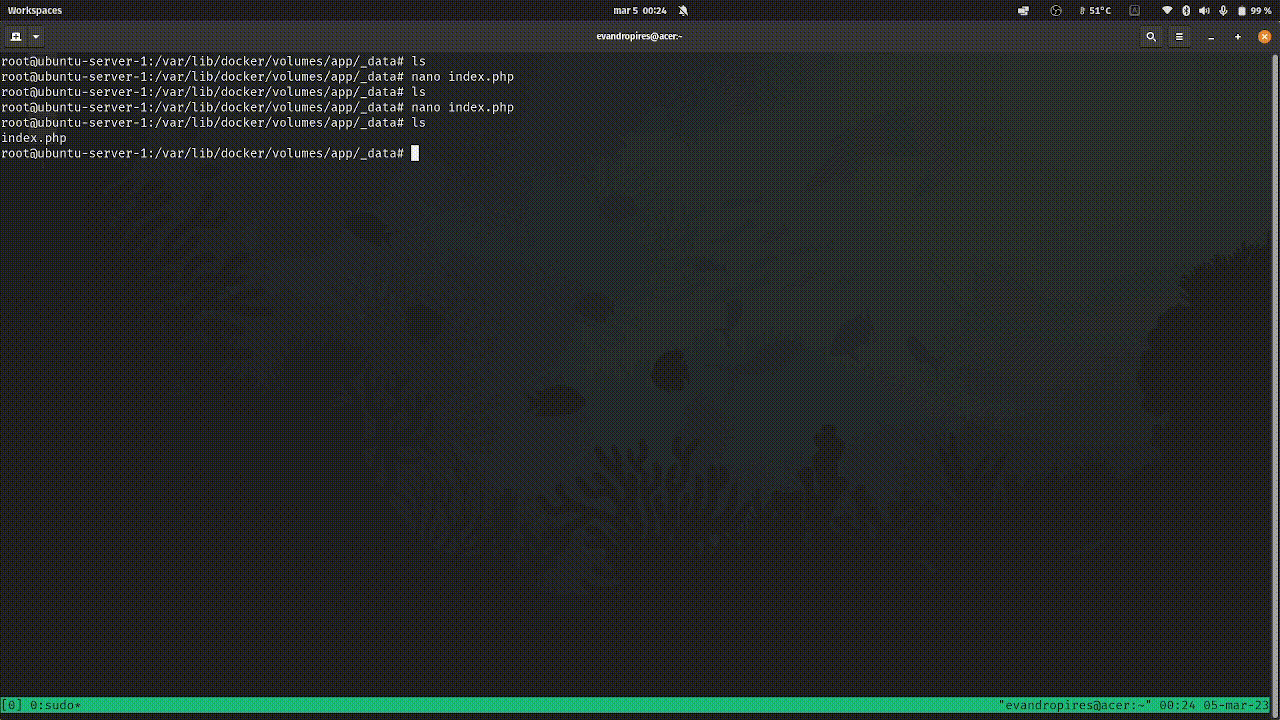 Workspaces mar 5 00:24 51°C 99 %
evandropires@acer:~
root@ubuntu-server-1:/var/lib/docker/volumes/app/_data# ls
root@ubuntu-server-1:/var/lib/docker/volumes/app/_data# nano index.php
root@ubuntu-server-1:/var/lib/docker/volumes/app/_data# ls
root@ubuntu-server-1:/var/lib/docker/volumes/app/_data# nano index.php
root@ubuntu-server-1:/var/lib/docker/volumes/app/_data# ls
index.php
root@ubuntu-server-1:/var/lib/docker/volumes/app/_data#
[0] 0:sudo* "evandropires@acer:~" 00:24 05-mar-23